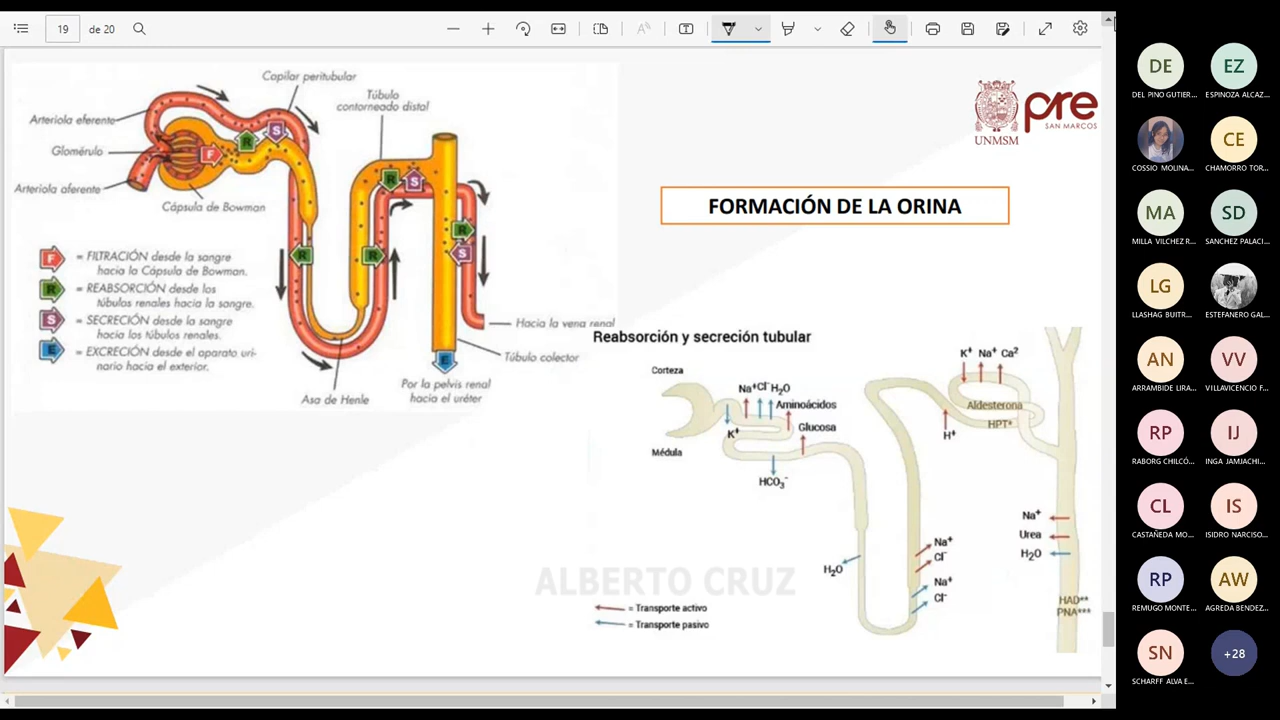 19
de 20
Capilar peritubular
Túbulo
contorneado distal
Arteriola eferente
Glomérulo
Arteriola aferente
Cápsula de Bowman
F
R
S
R
S
R
R
R
S
E
F = FILTRACIÓN desde la sangre
hacia la Cápsula de Bowman.
R = REABSORCIÓN desde los
túbulos renales hacia la sangre.
S = SECRECIÓN desde la sangre
hacia los túbulos renales.
E = EXCRECIÓN desde el aparato uri-
nario hacia el exterior.
Hacia la vena renal
Túbulo colector
Por la pelvis renal
hacia el uréter
Asa de Henle
UNMSM
pre
SAN MARCOS
FORMACIÓN DE LA ORINA
Reabsorción y secreción tubular
Corteza
Médula
Na⁺ Cl⁻ H₂O
Aminoácidos
K⁺
Glucosa
HCO₃⁻
K⁺ Na⁺ Ca²
Aldesterona
HPT*
H⁺
H₂O
Na⁺
Cl⁻
Na⁺
Cl⁻
Na⁺
Urea
H₂O
HAD**
PNA***
= Transporte activo
= Transporte pasivo
ALBERTO CRUZ
DE
DEL PINO GUTIER...
EZ
ESPINOZA ALCAZ...
COSSIO MOLINA...
CE
CHAMORRO TOR...
MA
MILLA VILCHEZ R...
SD
SANCHEZ PALACI...
LG
LLASHAG BUITR...
ESTEFANERO GAL...
AN
ARRAMBIDE LIRA...
VV
VILLAVICENCIO F...
RP
RABORG CHILCÓ...
IJ
INGA JAMJACHI...
CL
CASTAÑEDA MO...
IS
ISIDRO NARCISO...
RP
REMUGO MONTE...
AW
AGREDA BENDEZ...
SN
SCHARFF ALVA E...
+28